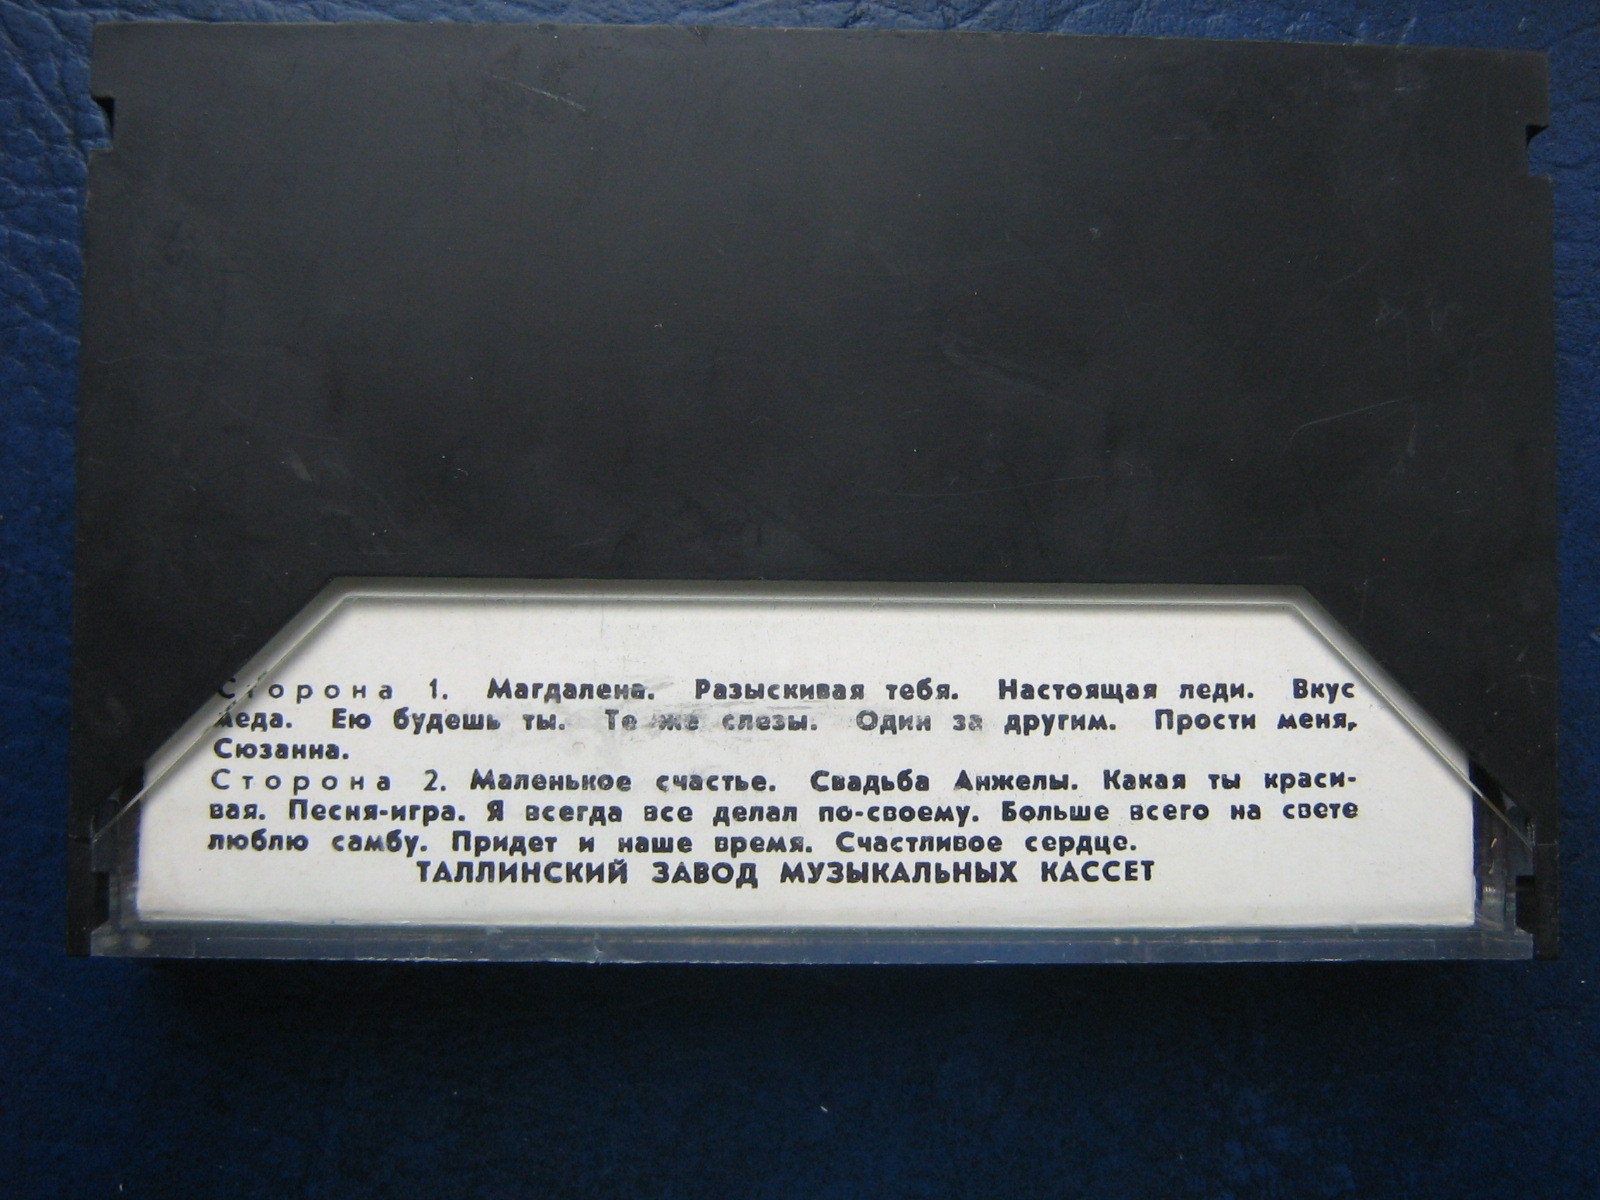 Сторона 1. Магдалена. Разыскивая тебя. Настоящая леди. Вкус
меда. Ею будешь ты. Те же слезы. Один за другим. Прости меня,
Сюзанна.
Сторона 2. Маленькое счастье. Свадьба Анжелы. Какая ты краси-
вая. Песня-игра. Я всегда все делал по-своему. Больше всего на свете
люблю самбу. Придет и наше время. Счастливое сердце.
ТАЛЛИНСКИЙ ЗАВОД МУЗЫКАЛЬНЫХ КАССЕТ